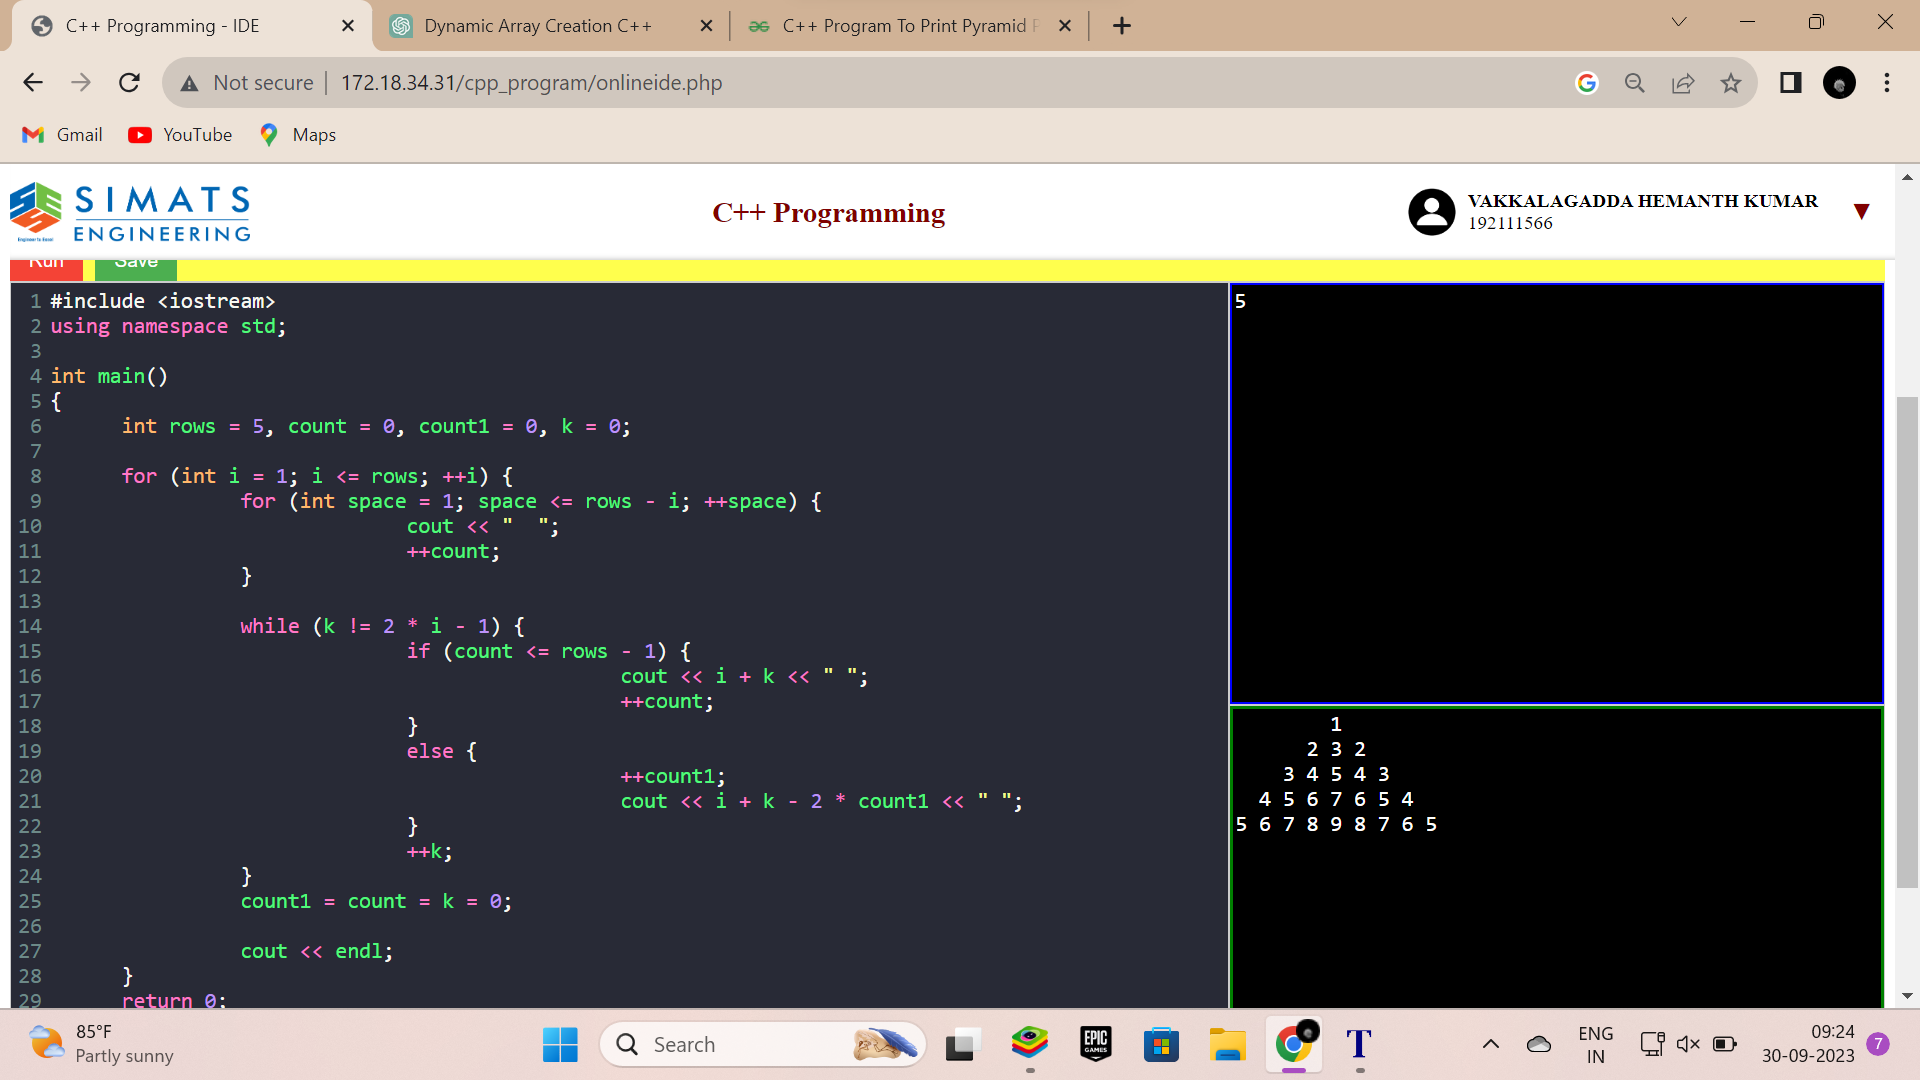 C++ Programming - IDE
Dynamic Array Creation C++
C++ Program To Print Pyramid P
Not secure
172.18.34.31/cpp_program/onlineide.php
Gmail
YouTube
Maps
SIMATS
ENGINEERING
Engineer to Excel
C++ Programming
VAKKALAGADDA HEMANTH KUMAR
192111566
Run
Save
1 #include <iostream>
2 using namespace std;
3
4 int main()
5 {
6 int rows = 5, count = 0, count1 = 0, k = 0;
7
8 for (int i = 1; i <= rows; ++i) {
9 for (int space = 1; space <= rows - i; ++space) {
10 cout << "  ";
11 ++count;
12 }
13
14 while (k != 2 * i - 1) {
15 if (count <= rows - 1) {
16 cout << i + k << " ";
17 ++count;
18 }
19 else {
20 ++count1;
21 cout << i + k - 2 * count1 << " ";
22 }
23 ++k;
24 }
25 count1 = count = k = 0;
26
27 cout << endl;
28 }
29 return 0;
5
1
2 3 2
3 4 5 4 3
4 5 6 7 6 5 4
5 6 7 8 9 8 7 6 5
85°F
Partly sunny
Search
EPIC
GAMES
T
ENG
IN
09:24
30-09-2023
7